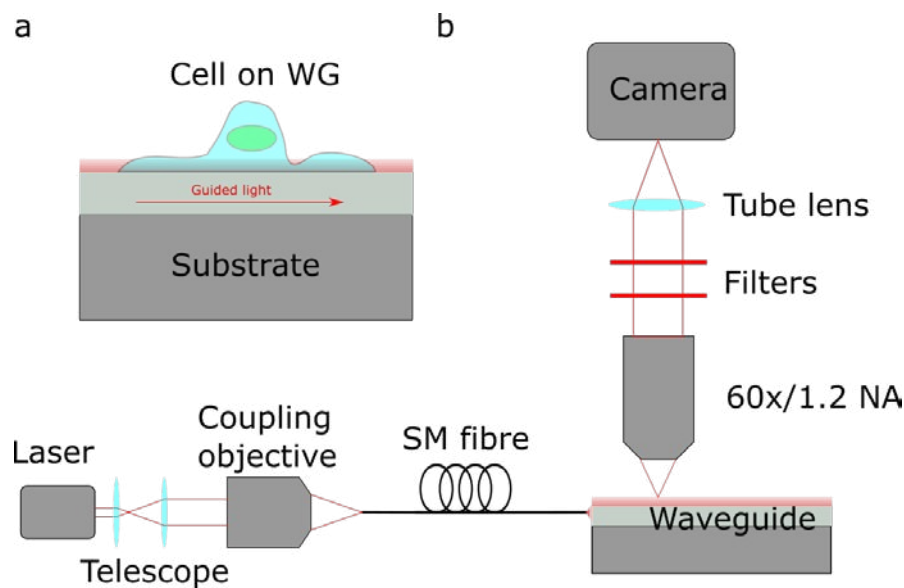 a
Cell on WG
Guided light
Substrate
b
Camera
Tube lens
Filters
60x/1.2 NA
Laser
Telescope
Coupling
objective
SM fibre
Waveguide